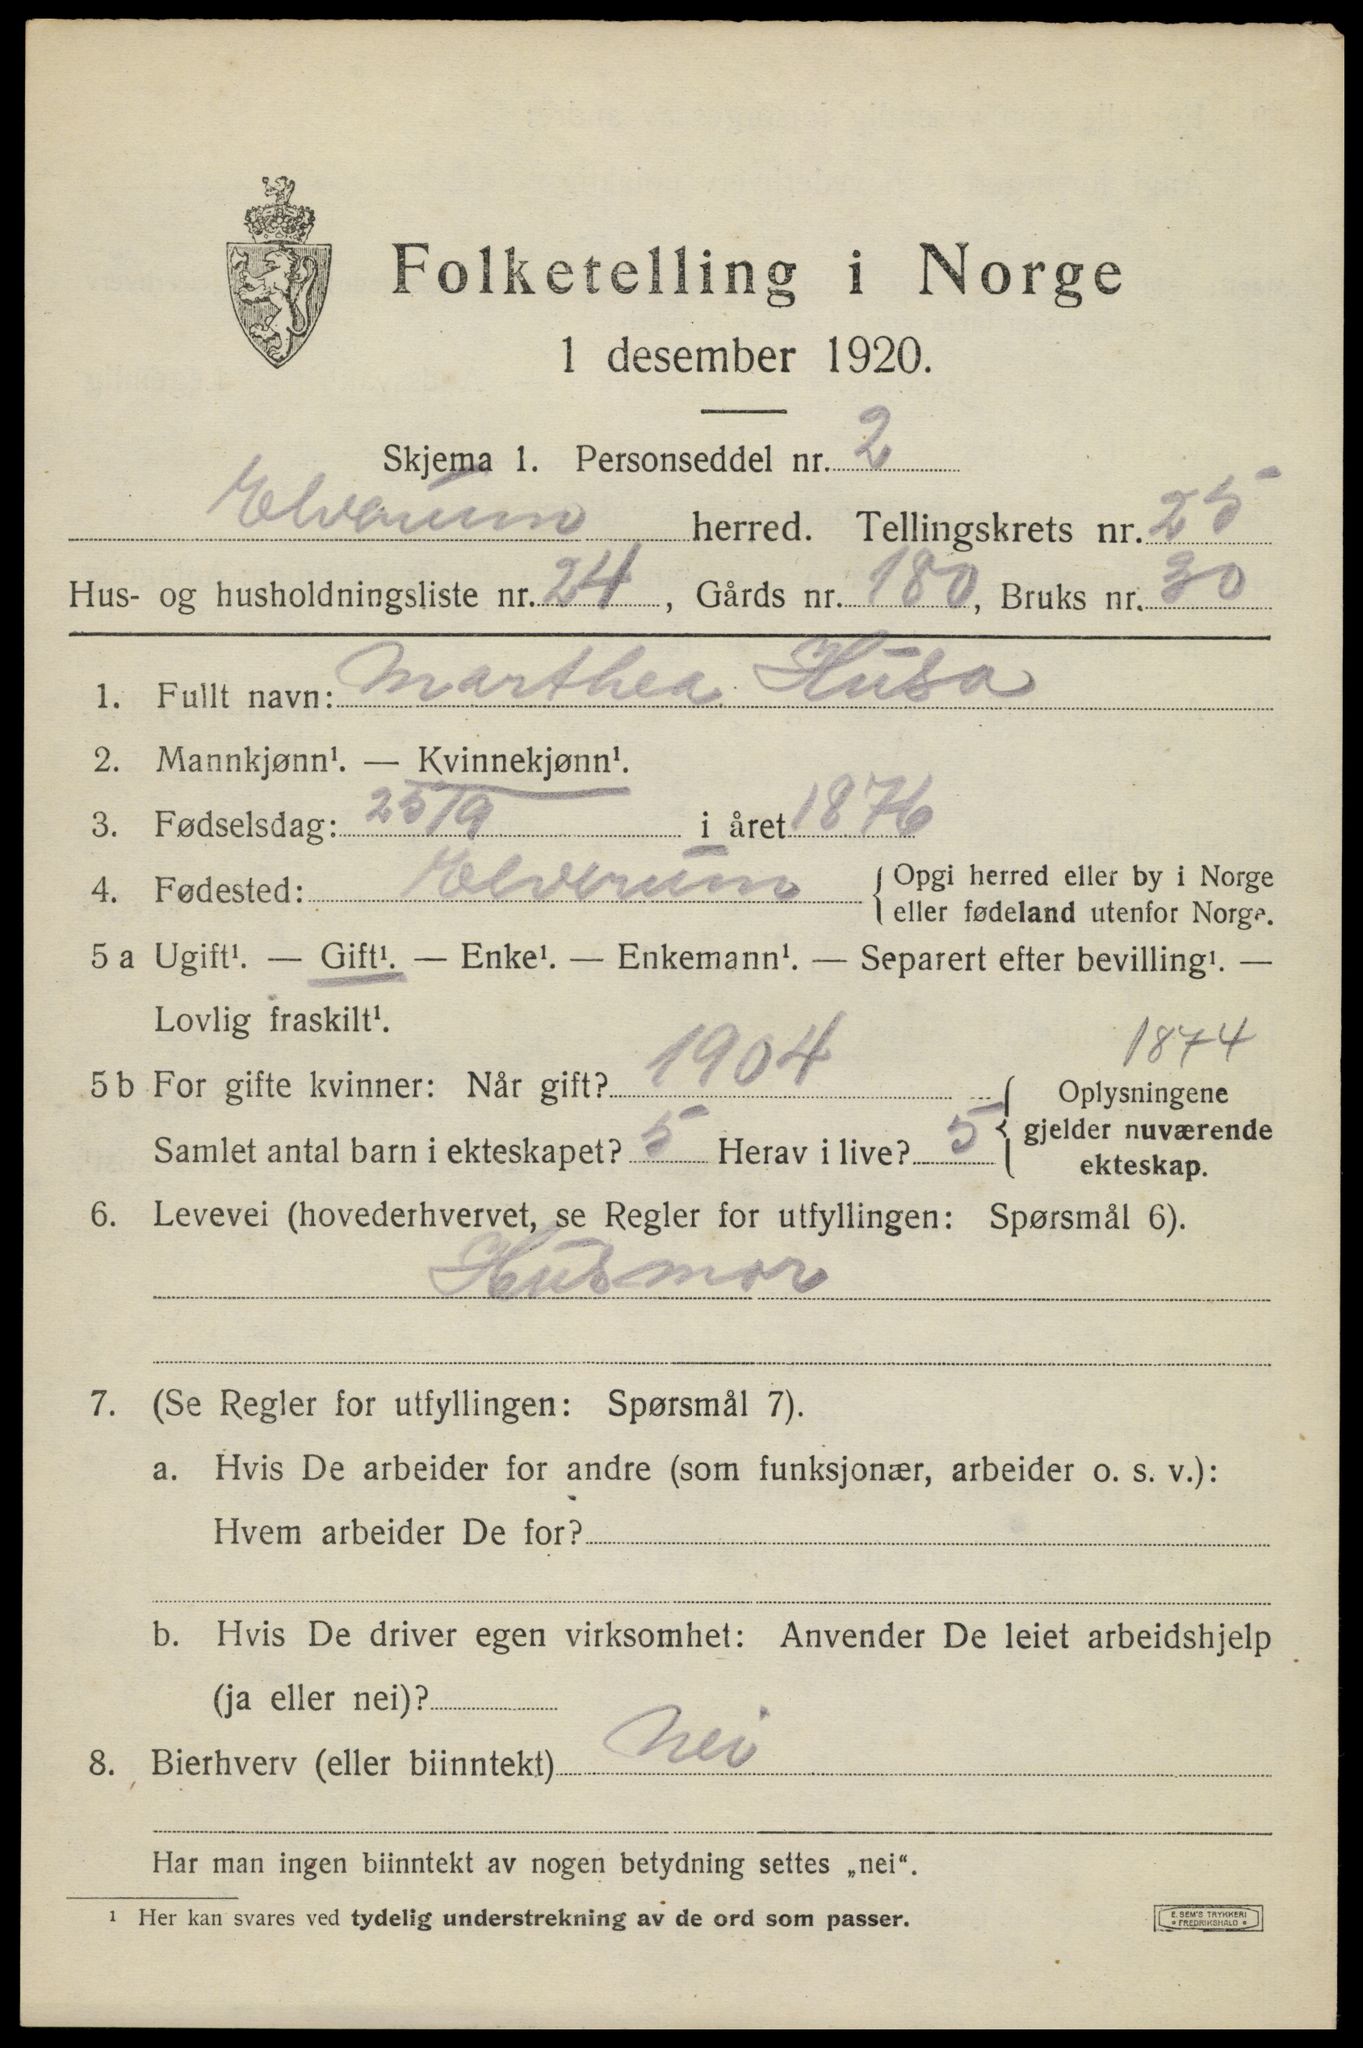 Folketelling i Norge
1 desember 1920.
Skjema 1. Personseddel nr. 2
Elverum herred. Tellingskrets nr. 25
Hus- og husholdningsliste nr. 24, Gårds nr. 180, Bruks nr. 30
1. Fullt navn: Marthea Husa
2. Mannkjønn¹. — Kvinnekjønn¹.
3. Fødselsdag: 25/9 i året 1876
4. Fødested: Elverum { Opgi herred eller by i Norge
eller fødeland utenfor Norge.
5 a Ugift¹. — Gift¹. — Enke¹. — Enkemann¹. — Separert efter bevilling¹. —
Lovlig fraskilt¹.
1874
5 b For gifte kvinner: Når gift? 1904 { Oplysningene
gjelder nuværende
Samlet antal barn i ekteskapet? 5 Herav i live? 5
ekteskap.
6. Levevei (hovederhvervet, se Regler for utfyllingen: Spørsmål 6).
Husmor
7. (Se Regler for utfyllingen: Spørsmål 7).
a. Hvis De arbeider for andre (som funksjonær, arbeider o. s. v.):
Hvem arbeider De for?
b. Hvis De driver egen virksomhet: Anvender De leiet arbeidshjelp
(ja eller nei)?
8. Bierhverv (eller biinntekt) Nei
Har man ingen biinntekt av nogen betydning settes „nei“.
¹ Her kan svares ved tydelig understrekning av de ord som passer.
E. SEM'S TRYKKERI
FREDRIKSHALD